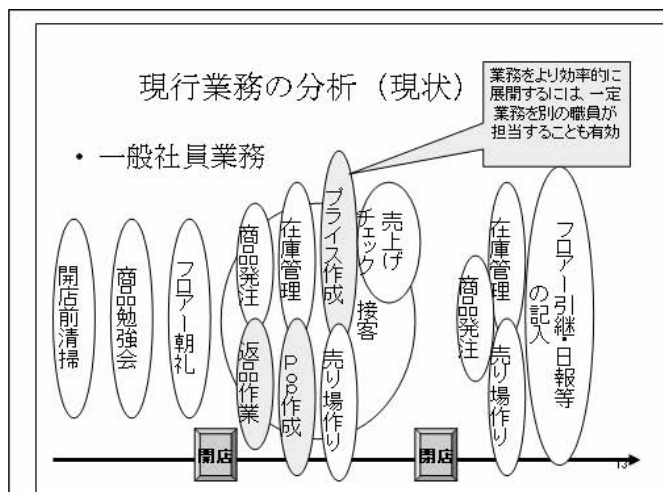 現行業務の分析（現状）
業務をより効率的に
展開するには、一定
業務を別の職員が
担当することも有効
・ 一般社員業務
開店前清掃
商品勉強会
フロアー朝礼
商品発注
在庫管理
プライス作成
売上げ
チェック
接客
返品作業
Pop作成
売り場作り
商品発注
在庫管理
売り場作り
フロアー引継・日報等
の記入
開店
閉店
13